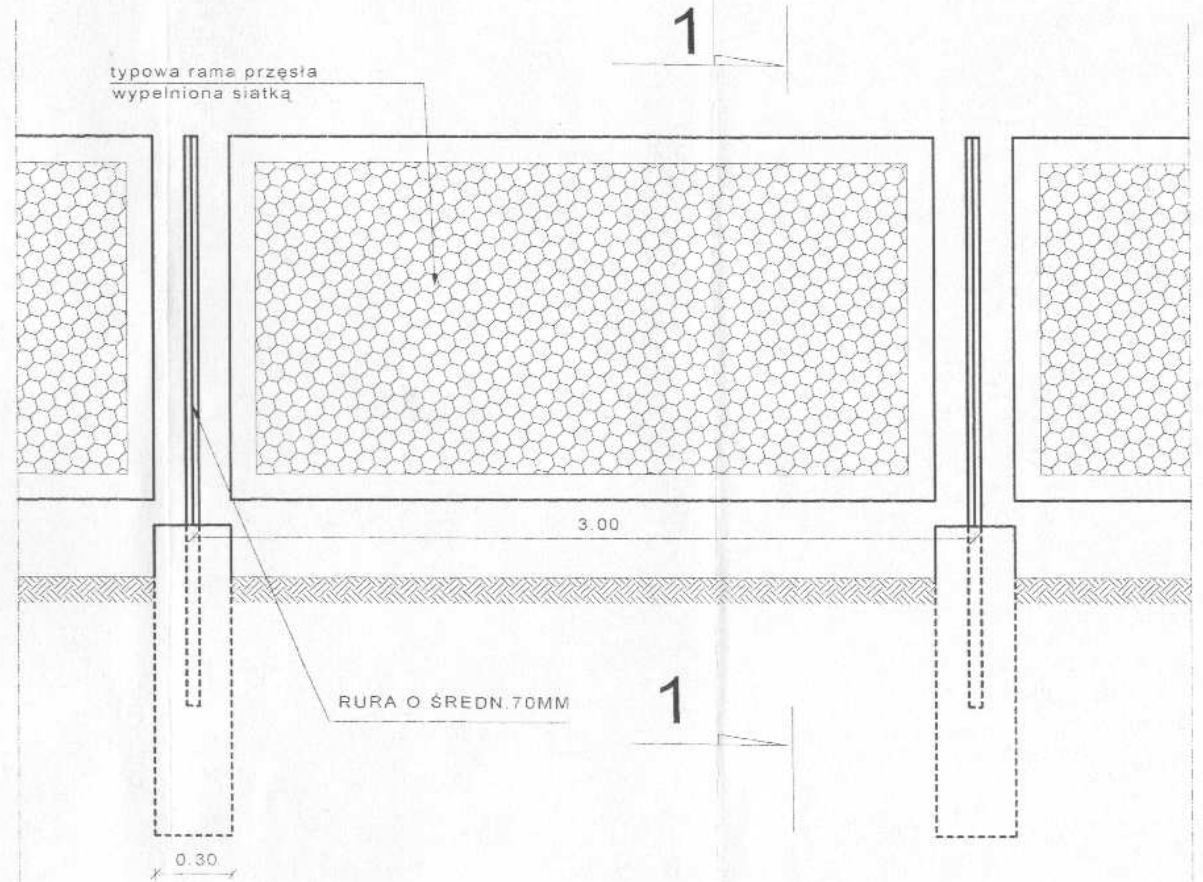 1
typowa rama przęsła
wypełniona siatką
3.00
RURA O ŚREDN.70MM
1
0.30